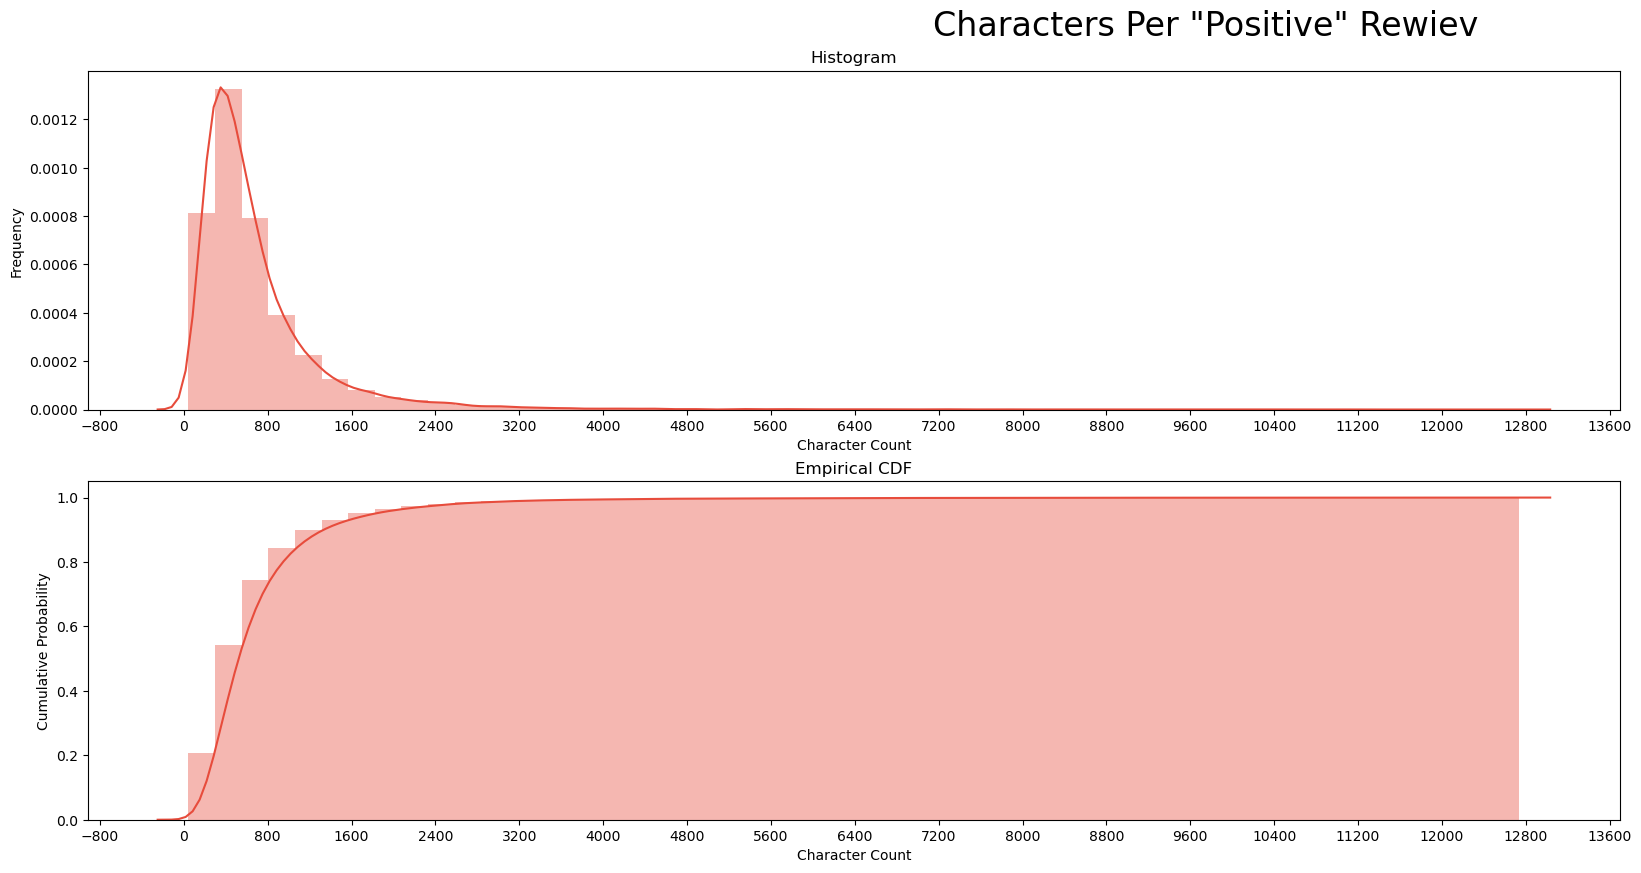 Characters Per "Positive" Rewiev
Histogram
Frequency
0.0012
0.0010
0.0008
0.0006
0.0004
0.0002
0.0000
−800 0 800 1600 2400 3200 4000 4800 5600 6400 7200 8000 8800 9600 10400 11200 12000 12800 13600
Character Count
Empirical CDF
Cumulative Probability
1.0
0.8
0.6
0.4
0.2
0.0
−800 0 800 1600 2400 3200 4000 4800 5600 6400 7200 8000 8800 9600 10400 11200 12000 12800 13600
Character Count